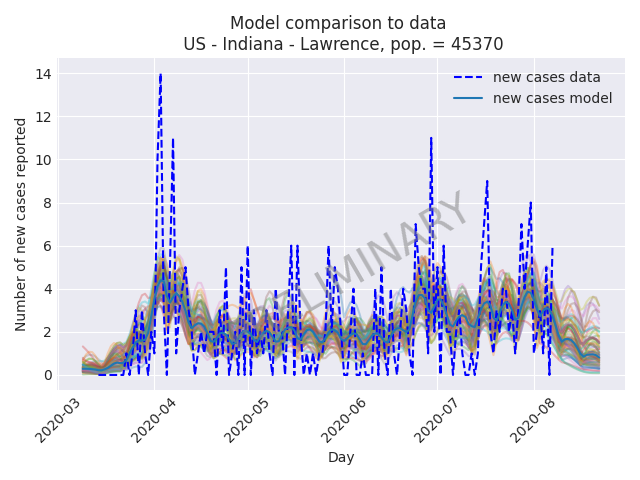 Model comparison to data
US - Indiana - Lawrence, pop. = 45370
new cases data
new cases model
Number of new cases reported
14
12
10
8
6
4
2
0
2020-03
2020-04
2020-05
2020-06
2020-07
2020-08
Day